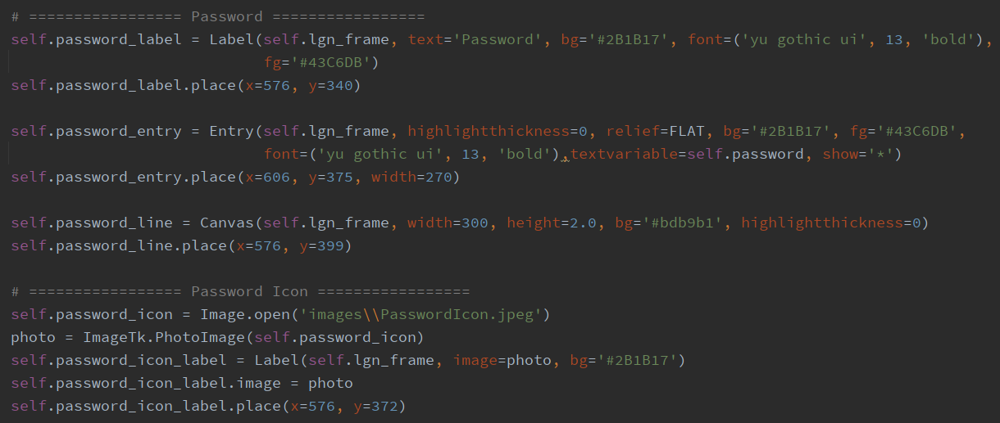 # ================= Password =================
self.password_label = Label(self.lgn_frame, text='Password', bg='#2B1B17', font=('yu gothic ui', 13, 'bold'),
                            fg='#43C6DB')
self.password_label.place(x=576, y=340)
self.password_entry = Entry(self.lgn_frame, highlightthickness=0, relief=FLAT, bg='#2B1B17', fg='#43C6DB',
                            font=('yu gothic ui', 13, 'bold'),textvariable=self.password, show='*')
self.password_entry.place(x=606, y=375, width=270)
self.password_line = Canvas(self.lgn_frame, width=300, height=2.0, bg='#bdb9b1', highlightthickness=0)
self.password_line.place(x=576, y=399)
# ================= Password Icon =================
self.password_icon = Image.open('images\\PasswordIcon.jpeg')
photo = ImageTk.PhotoImage(self.password_icon)
self.password_icon_label = Label(self.lgn_frame, image=photo, bg='#2B1B17')
self.password_icon_label.image = photo
self.password_icon_label.place(x=576, y=372)